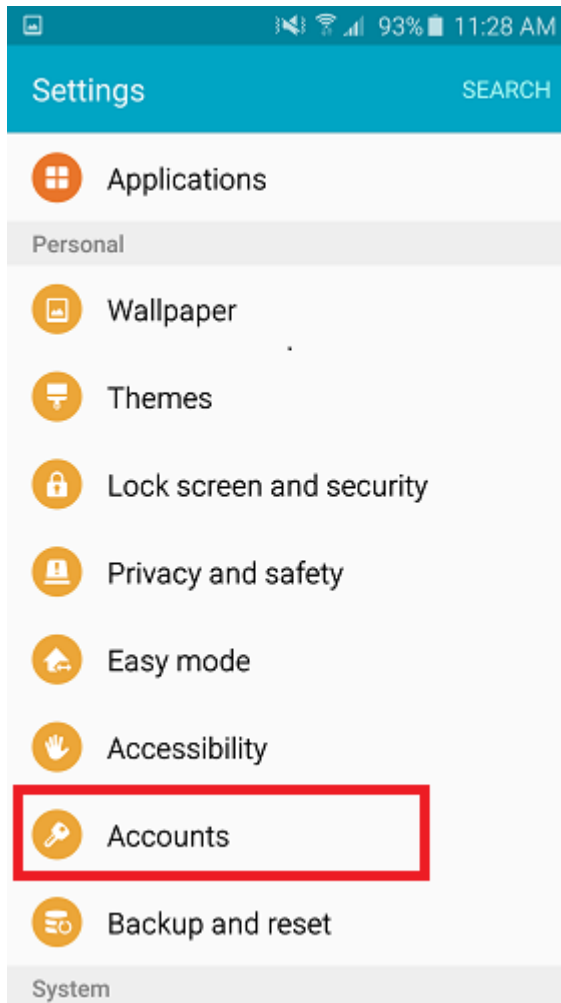 93% 11:28 AM
Settings SEARCH
Applications
Personal
Wallpaper
Themes
Lock screen and security
Privacy and safety
Easy mode
Accessibility
Accounts
Backup and reset
System